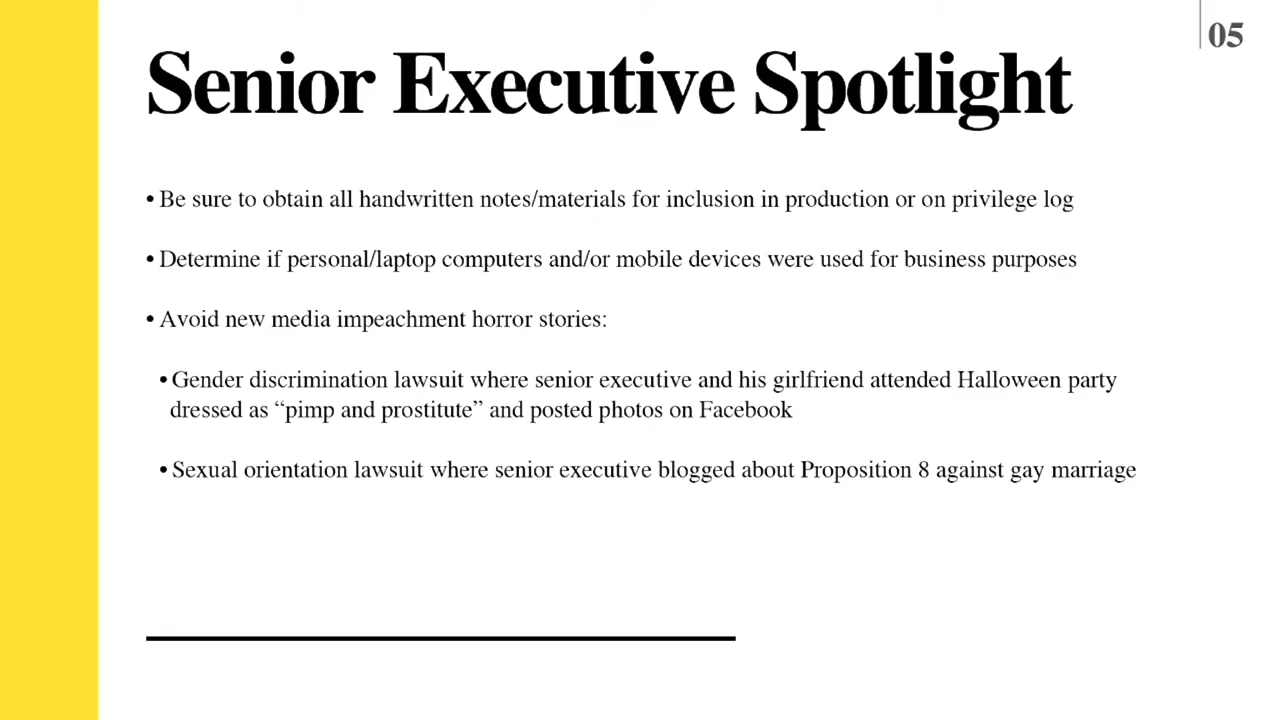 05
Senior Executive Spotlight
• Be sure to obtain all handwritten notes/materials for inclusion in production or on privilege log
• Determine if personal/laptop computers and/or mobile devices were used for business purposes
• Avoid new media impeachment horror stories:
• Gender discrimination lawsuit where senior executive and his girlfriend attended Halloween party
dressed as “pimp and prostitute” and posted photos on Facebook
• Sexual orientation lawsuit where senior executive blogged about Proposition 8 against gay marriage